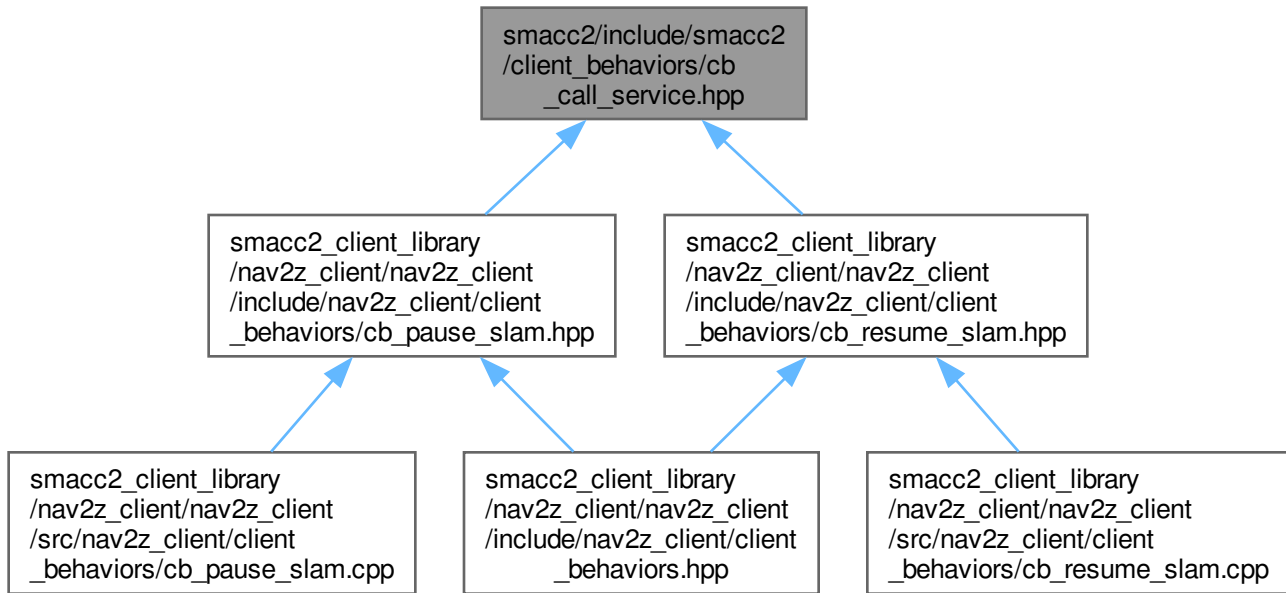 smacc2/include/smacc2
/client_behaviors/cb
_call_service.hpp
smacc2_client_library
/nav2z_client/nav2z_client
/include/nav2z_client/client
_behaviors/cb_pause_slam.hpp
smacc2_client_library
/nav2z_client/nav2z_client
/include/nav2z_client/client
_behaviors/cb_resume_slam.hpp
smacc2_client_library
/nav2z_client/nav2z_client
/src/nav2z_client/client
_behaviors/cb_pause_slam.cpp
smacc2_client_library
/nav2z_client/nav2z_client
/include/nav2z_client/client
_behaviors.hpp
smacc2_client_library
/nav2z_client/nav2z_client
/src/nav2z_client/client
_behaviors/cb_resume_slam.cpp